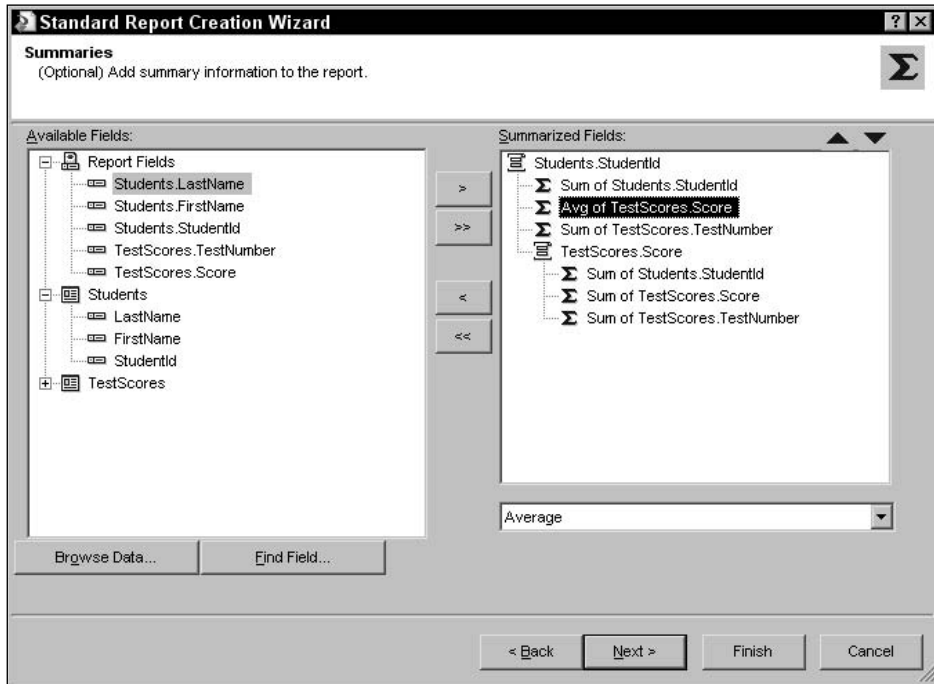 Standard Report Creation Wizard
Summaries
(Optional) Add summary information to the report.
Available Fields:
Report Fields
Students.LastName
Students.FirstName
Students.StudentId
TestScores.TestNumber
TestScores.Score
Students
LastName
FirstName
StudentId
TestScores
>
>>
<
<<
Summarized Fields:
Students.StudentId
Σ Sum of Students.StudentId
Σ Avg of TestScores.Score
Σ Sum of TestScores.TestNumber
TestScores.Score
Σ Sum of Students.StudentId
Σ Sum of TestScores.Score
Σ Sum of TestScores.TestNumber
Average
Browse Data...
Find Field...
< Back
Next >
Finish
Cancel